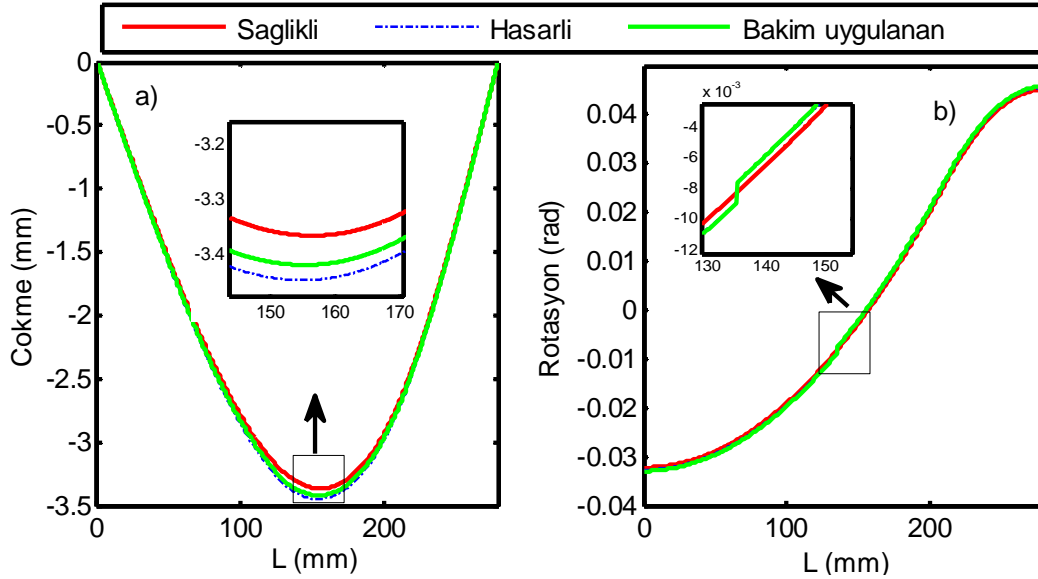 Saglikli Hasarli Bakim uygulanan
a)
Cokme (mm)
0
-0.5
-1
-1.5
-2
-2.5
-3
-3.5
-3.2
-3.3
-3.4
150 160 170
0 100 200
L (mm)
b)
Rotasyon (rad)
0.04
0.03
0.02
0.01
0
-0.01
-0.02
-0.03
-0.04
x 10-3
-4
-6
-8
-10
-12
130 140 150
0 100 200
L (mm)